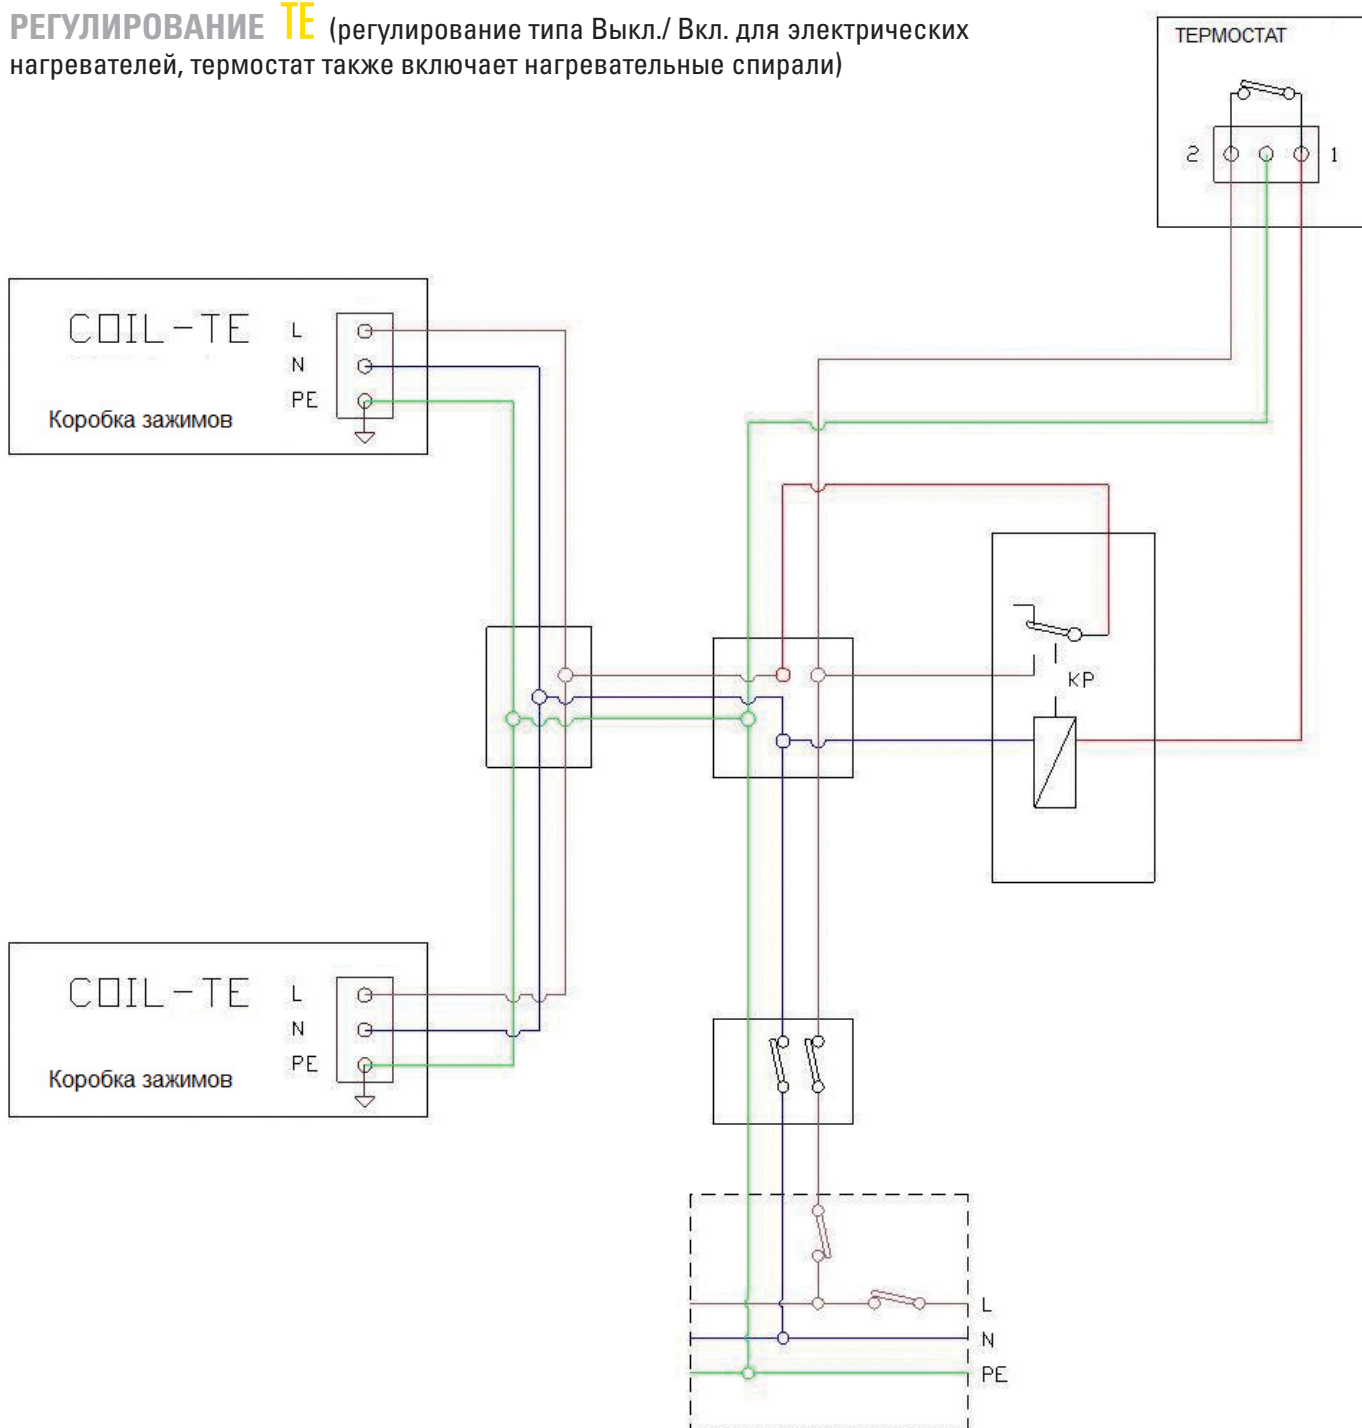 РЕГУЛИРОВАНИЕ TE (регулирование типа Выкл./ Вкл. для электрических
нагревателей, термостат также включает нагревательные спирали)
ТЕРМОСТАТ
2
1
COIL-TE
L
N
PE
Коробка зажимов
KP
COIL-TE
L
N
PE
Коробка зажимов
L
N
PE